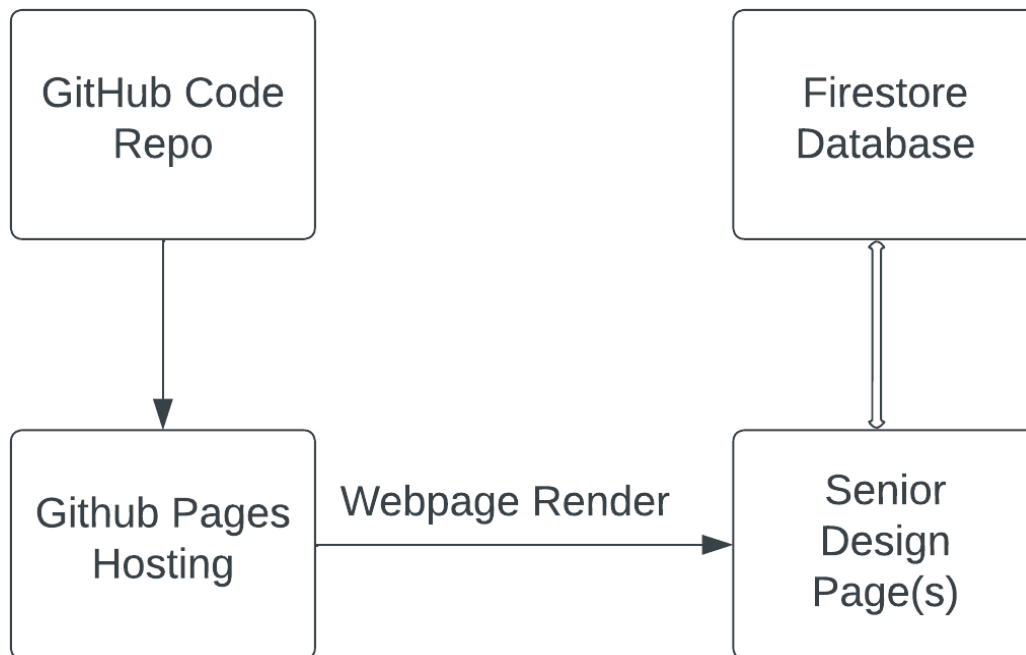 GitHub Code
Repo
Firestore
Database
Github Pages
Hosting
Webpage Render
Senior
Design
Page(s)